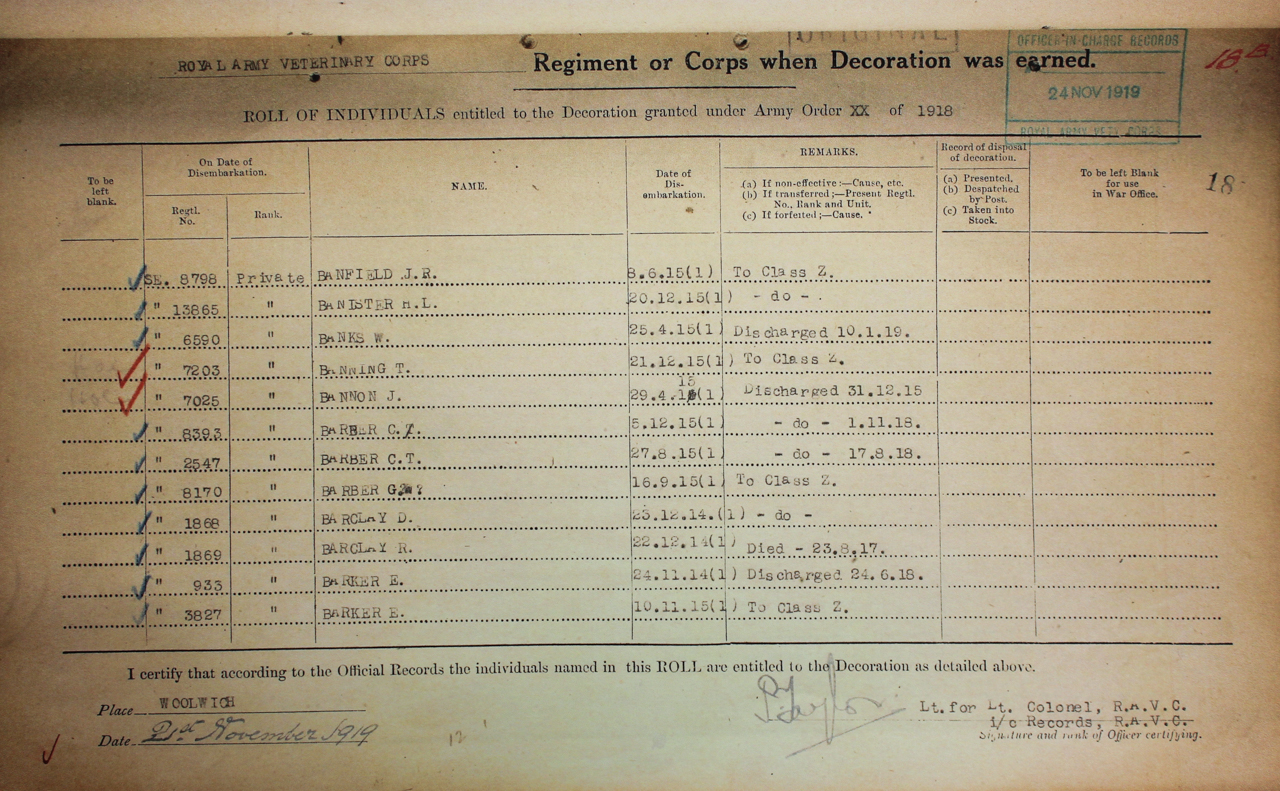 ORIGINAL
OFFICER-IN-CHARGE RECORDS
24 NOV 1919
ROYAL ARMY VETY CORPS
18 B
ROYAL ARMY VETERINARY CORPS Regiment or Corps when Decoration was earned.
ROLL OF INDIVIDUALS entitled to the Decoration granted under Army Order XX of 1918
To be left blank. On Date of Disembarkation. Regtl. No. Rank. NAME. Date of Dis-embarkation. REMARKS. (a) If non-effective :—Cause, etc. (b) If transferred ;—Present Regtl. No., Rank and Unit. (c) If forfeited ;—Cause. Record of disposal of decoration. (a) Presented. (b) Despatched by Post. (c) Taken into Stock. To be left Blank for use in War Office.
18
SE. 8798 Private BANFIELD J.R. 8.6.15(1) To Class Z.
" 13865 " BANISTER H.L. 20.12.15(1) - do - .
" 6590 " BANKS W. 25.4.15(1) Discharged 10.1.19.
" 7203 " BANNING T. 21.12.15(1) To Class Z.
15
" 7025 " BANNON J. 29.4.1(1) Discharged 31.12.15
" 8393 " BARBER C. 5.12.15(1 - do - 1.11.18.
" 2547 " BARBER C.T. 27.8.15(1 - do - 17.8.18.
" 8170 " BARBER G. 16.9.15(1) To Class Z.
" 1868 " BARCLAY D. 23.12.14.(1) - do -
" 1869 " BARCLAY R. 22.12.14(1) Died - 23.8.17.
" 933 " BARKER E. 24.11.14(1) Discharged 24.6.18.
" 3827 " BARKER E. 10.11.15(1) To Class Z.
I certify that according to the Official Records the individuals named in this ROLL are entitled to the Decoration as detailed above.
Place WOOLWICH
Date 21st November 1919
12
P Taylor
Lt. for Lt. Colonel, R.A.V.C.
i/c Records, R.A.V.C.
Signature and rank of Officer certifying.